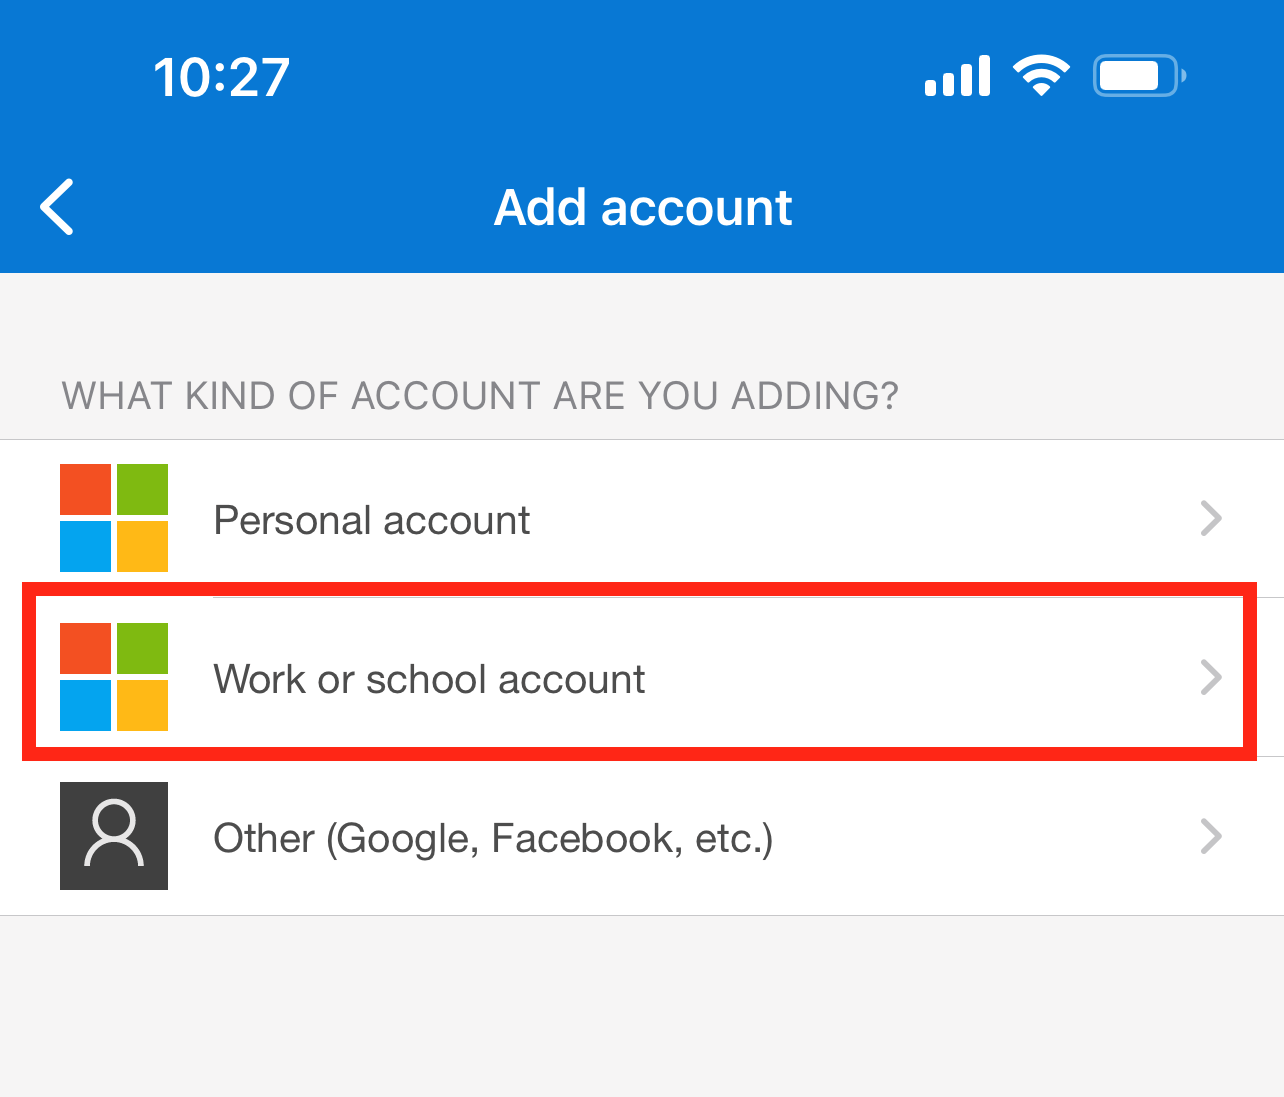 10:27
Add account
WHAT KIND OF ACCOUNT ARE YOU ADDING?
Personal account
Work or school account
Other (Google, Facebook, etc.)